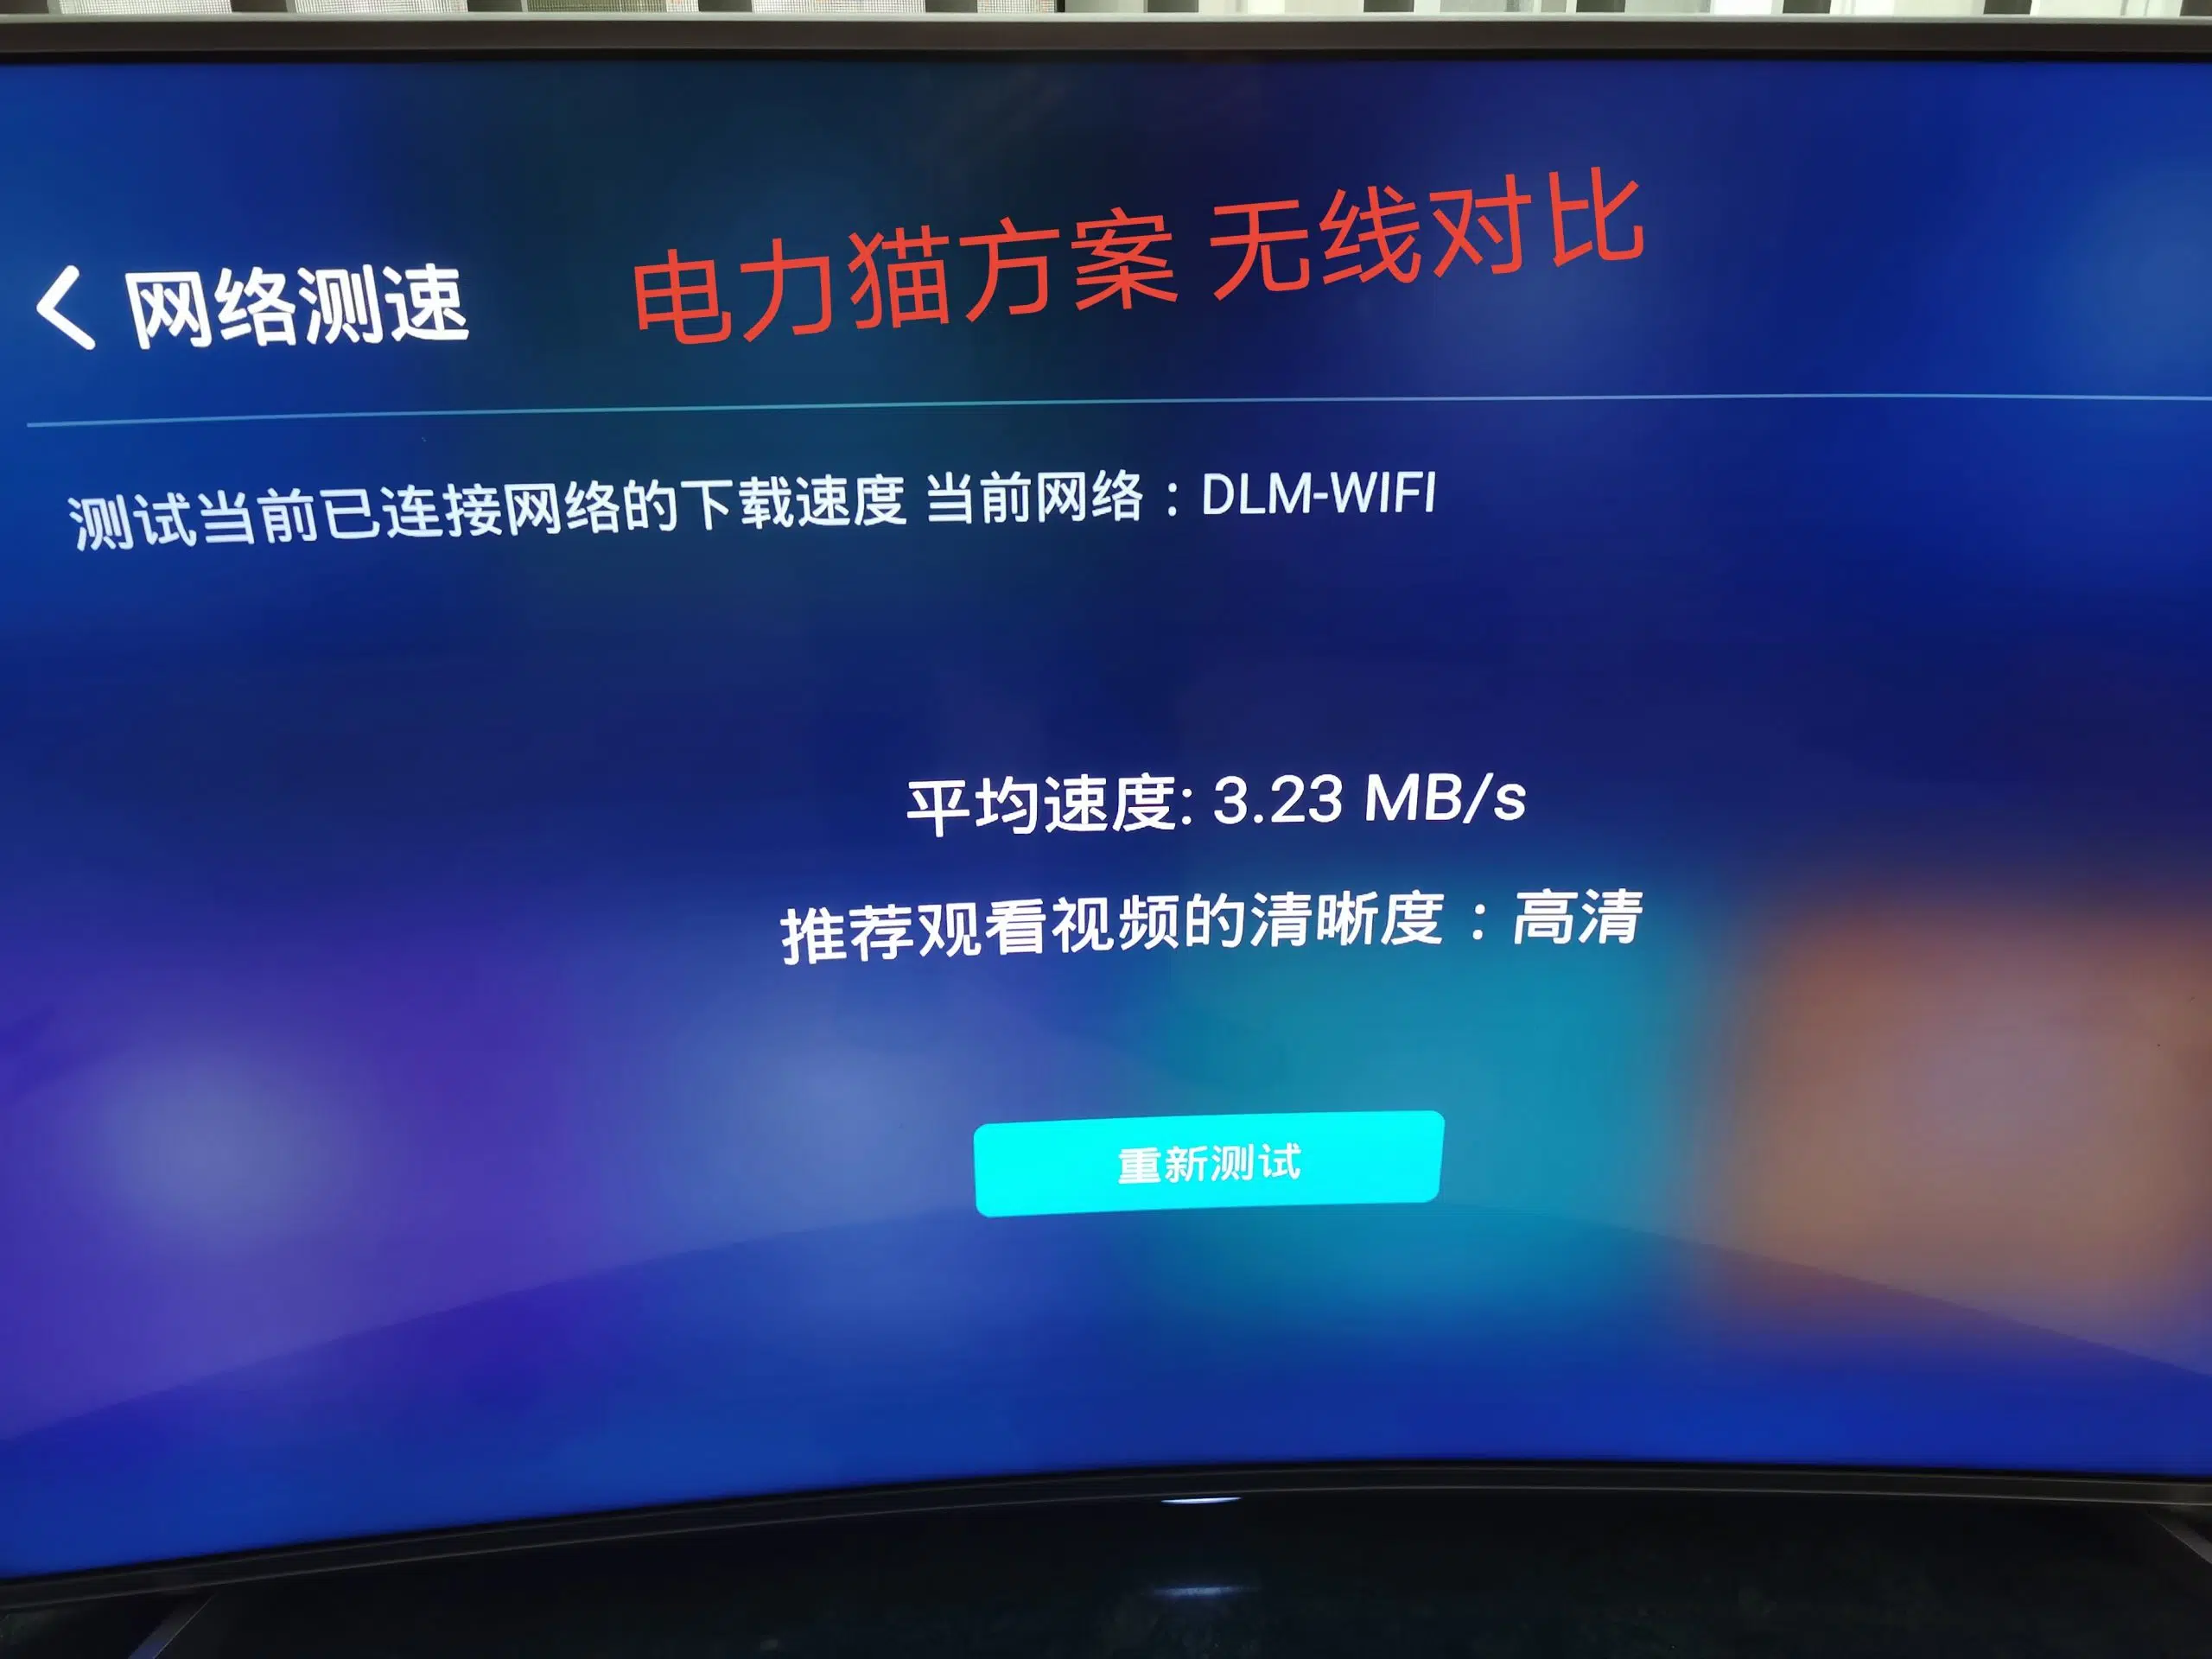 网络测速
电力猫方案 无线对比
测试当前已连接网络的下载速度 当前网络：DLM-WIFI
平均速度: 3.23 MB/s
推荐观看视频的清晰度：高清
重新测试